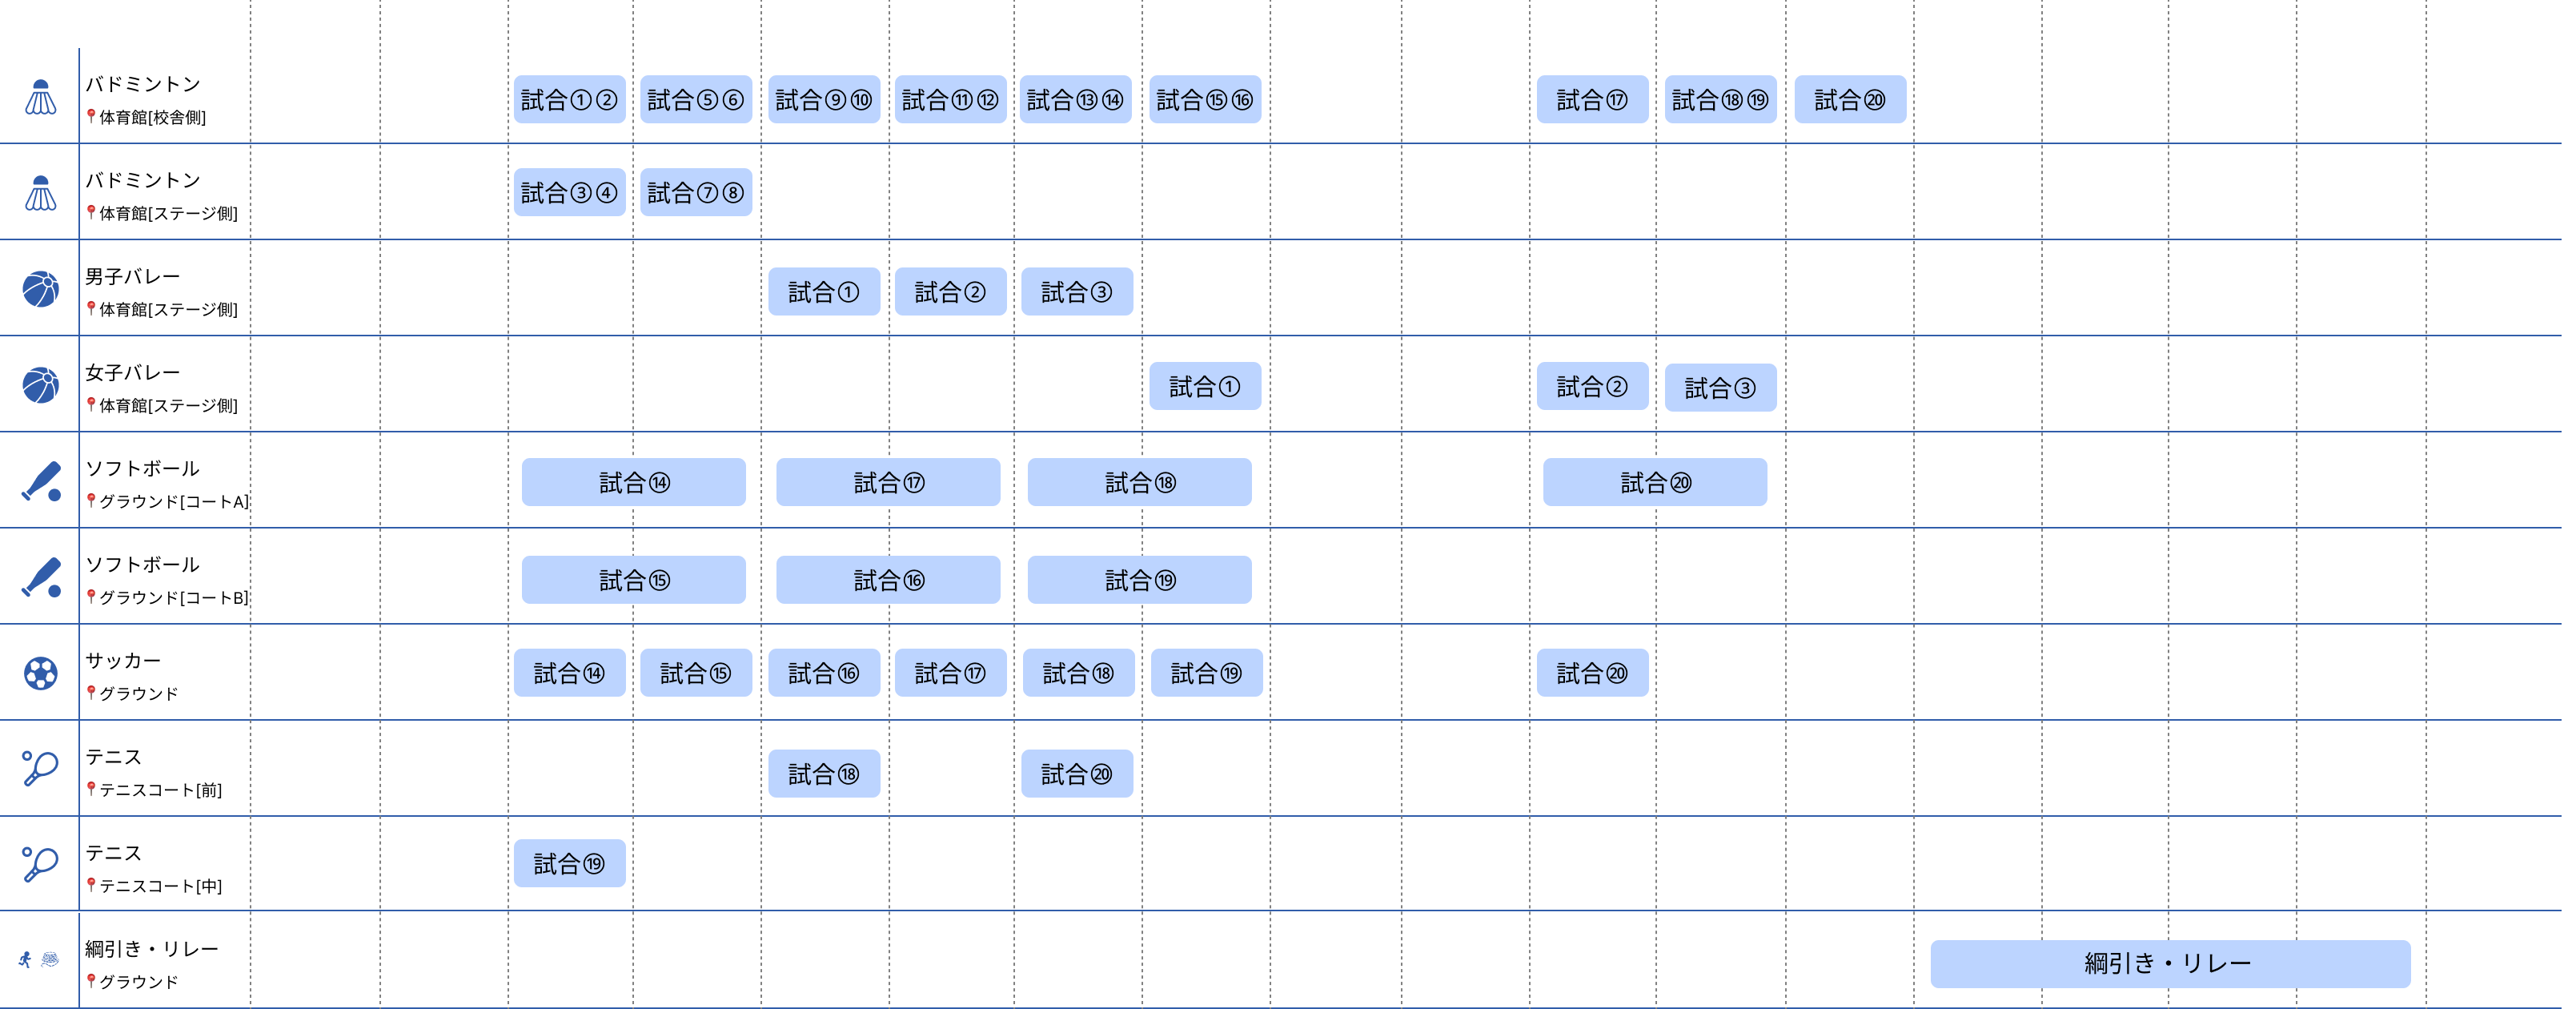 バドミントン
体育館[校舎側]
試合①②
試合⑤⑥
試合⑨⑩
試合⑪⑫
試合⑬⑭
試合⑮⑯
試合⑰
試合⑱⑲
試合⑳
バドミントン
体育館[ステージ側]
試合③④
試合⑦⑧
男子バレー
体育館[ステージ側]
試合①
試合②
試合③
女子バレー
体育館[ステージ側]
試合①
試合②
試合③
ソフトボール
グラウンド[コートA]
試合⑭
試合⑰
試合⑱
試合⑳
ソフトボール
グラウンド[コートB]
試合⑮
試合⑯
試合⑲
サッカー
グラウンド
試合⑭
試合⑮
試合⑯
試合⑰
試合⑱
試合⑲
試合⑳
テニス
テニスコート[前]
試合⑱
試合⑳
テニス
テニスコート[中]
試合⑲
綱引き・リレー
グラウンド
綱引き・リレー